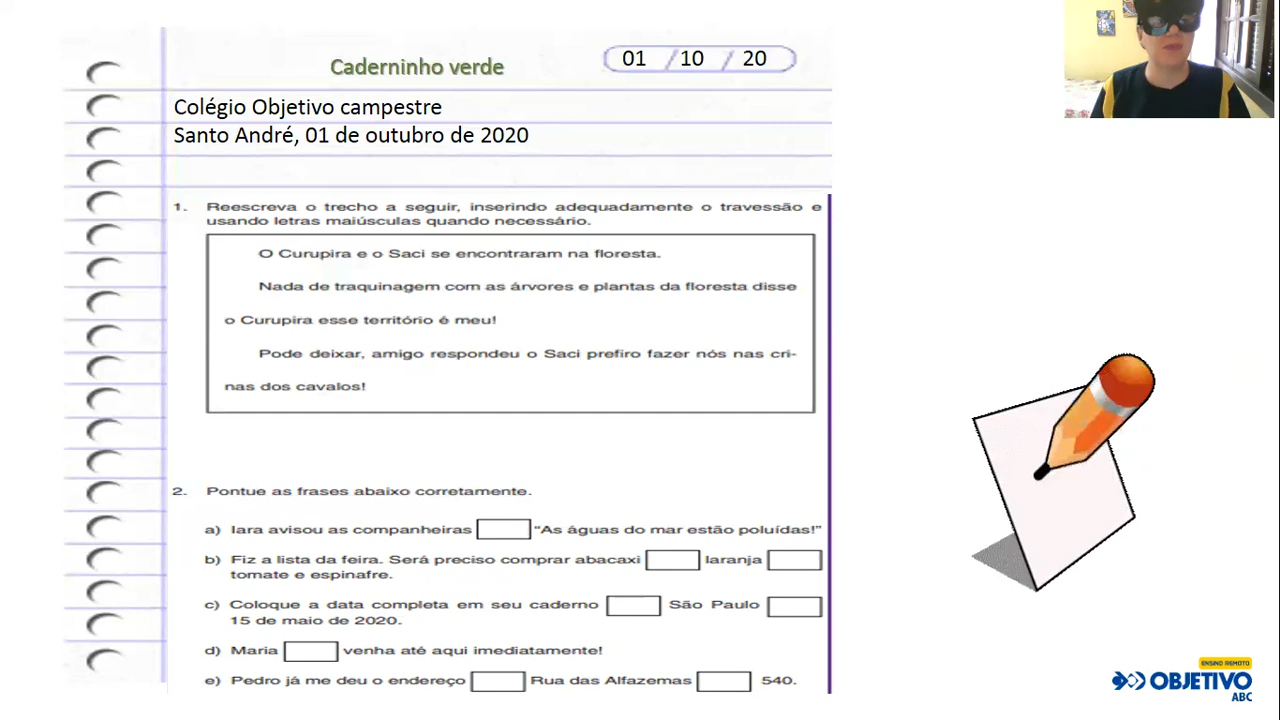 Caderninho verde
01 / 10 / 20
Colégio Objetivo campestre
Santo André, 01 de outubro de 2020
1. Reescreva o trecho a seguir, inserindo adequadamente o travessão e
usando letras maiúsculas quando necessário.
O Curupira e o Saci se encontraram na floresta.
Nada de traquinagem com as árvores e plantas da floresta disse
o Curupira esse território é meu!
Pode deixar, amigo respondeu o Saci prefiro fazer nós nas cri-
nas dos cavalos!
2. Pontue as frases abaixo corretamente.
a) Iara avisou as companheiras “As águas do mar estão poluídas!”
b) Fiz a lista da feira. Será preciso comprar abacaxi laranja
tomate e espinafre.
c) Coloque a data completa em seu caderno São Paulo
15 de maio de 2020.
d) Maria venha até aqui imediatamente!
e) Pedro já me deu o endereço Rua das Alfazemas 540.
ENSINO REMOTO
OBJETIVO
ABC